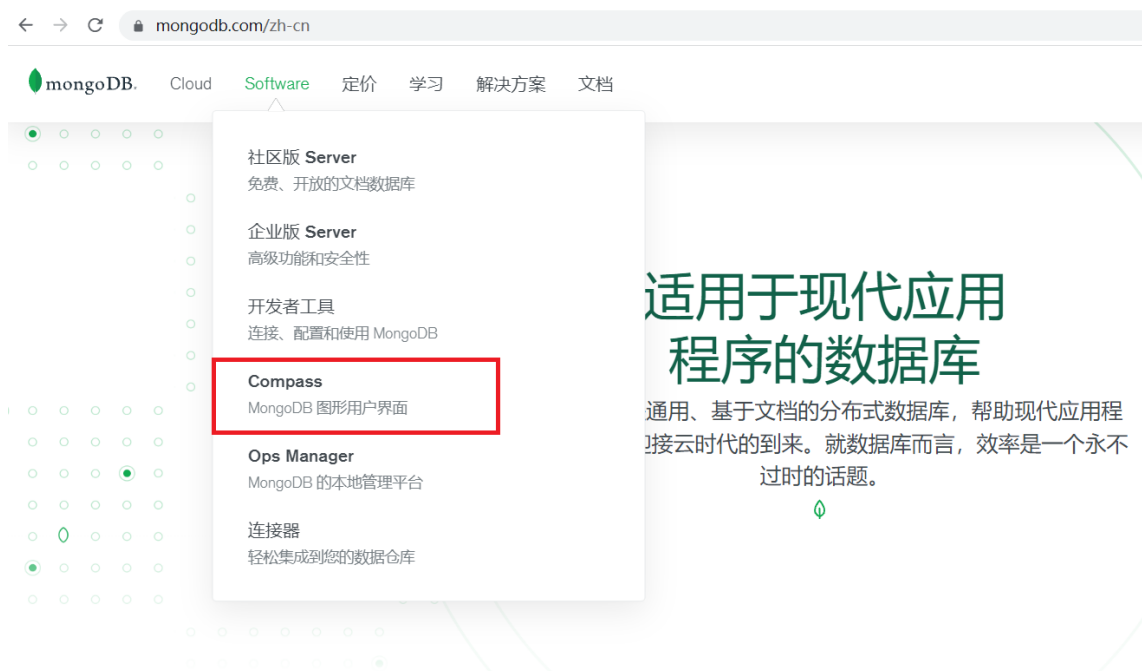 mongodb.com/zh-cn
mongoDB.
Cloud
Software
定价
学习
解决方案
文档
社区版 Server
免费、开放的文档数据库
企业版 Server
高级功能和安全性
开发者工具
连接、配置和使用 MongoDB
Compass
MongoDB 图形用户界面
Ops Manager
MongoDB 的本地管理平台
连接器
轻松集成到您的数据仓库
适用于现代应用
程序的数据库
通用、基于文档的分布式数据库，帮助现代应用程
接云时代的到来。就数据库而言，效率是一个永不
过时的话题。